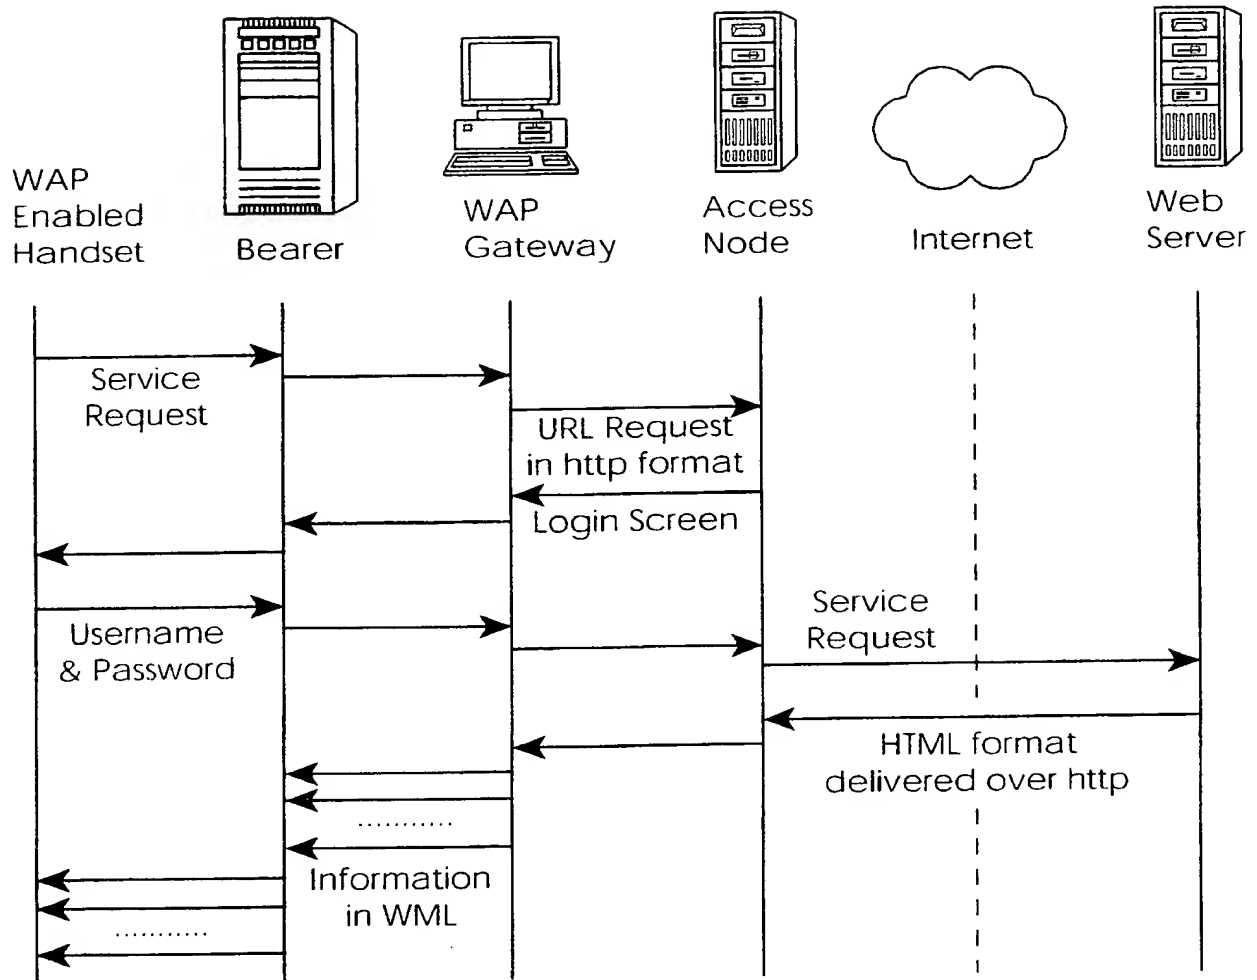 WAP
Enabled
Handset
Bearer
WAP
Gateway
Access
Node
Internet
Web
Server
Service
Request
URL Request
in http format
Login Screen
Username
& Password
Service
Request
HTML format
delivered over http
...........
Information
in WML
...........